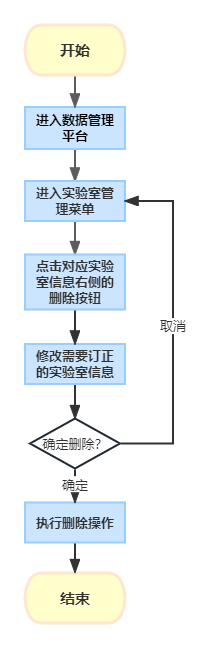 开始
进入数据管理
平台
进入实验室管
理菜单
点击对应实验
室信息右侧的
删除按钮
取消
修改需要订正
的实验室信息
确定删除?
确定
执行删除操作
结束